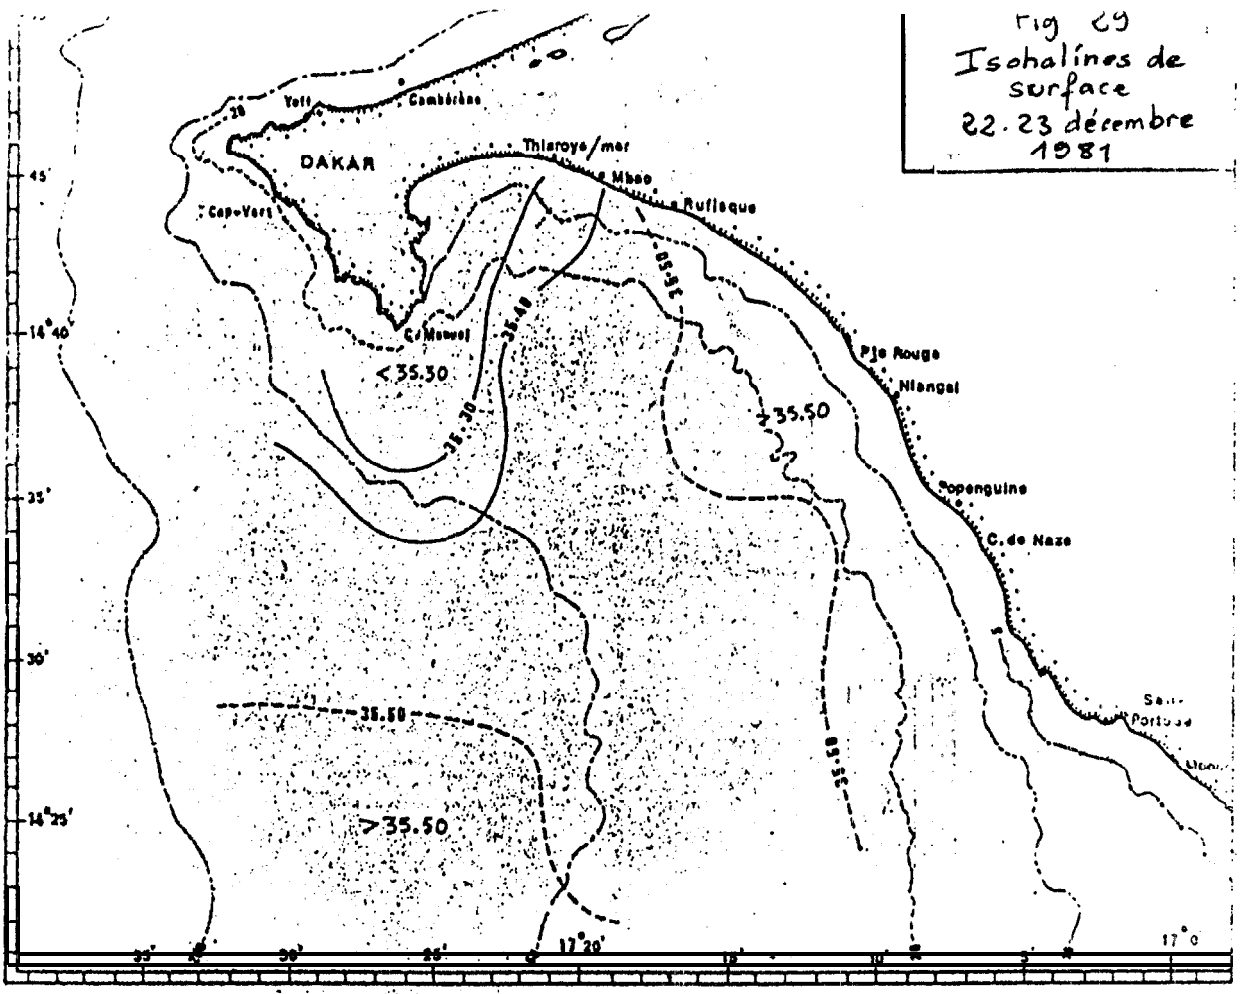 Fig 29
Isohalines de
surface
22.23 décembre
1981
Yoff
Cambérène
20
DAKAR
Thiaroye/mer
Mbao
Rufisque
Cap-Vert
45'
35.50
35.40
14°40
C. Manuel
<35.30
Pte Rouge
Niangal
35.30
>35.50
35'
Popenguine
C. de Naze
30'
5
35.50
35.50
14°25'
>35.50
35'
30'
25'
17°20'
15'
10'
5'
17°0